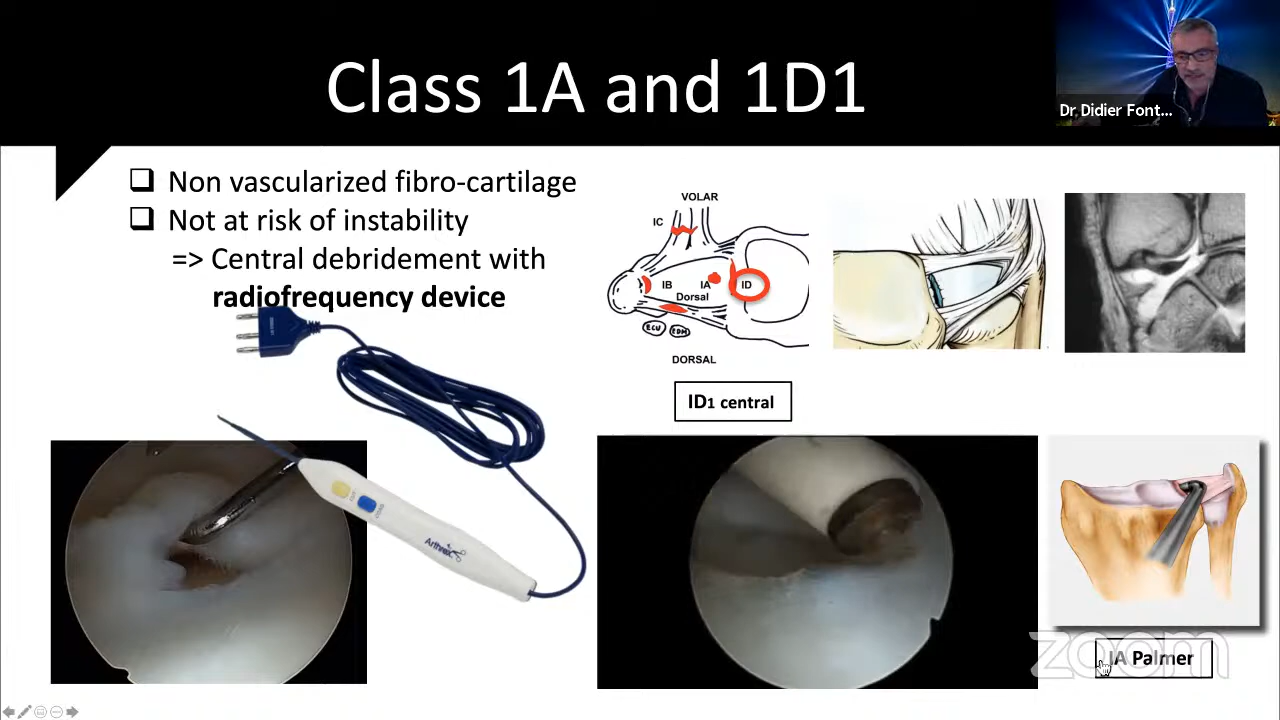 Class 1A and 1D1
Dr Didier Font...
Non vascularized fibro-cartilage
Not at risk of instability
=> Central debridement with
radiofrequency device
VOLAR
IC
IB
IA
ID
Dorsal
ECU
EDM
DORSAL
ID1 central
Arthrex
zoom
IA Palmer